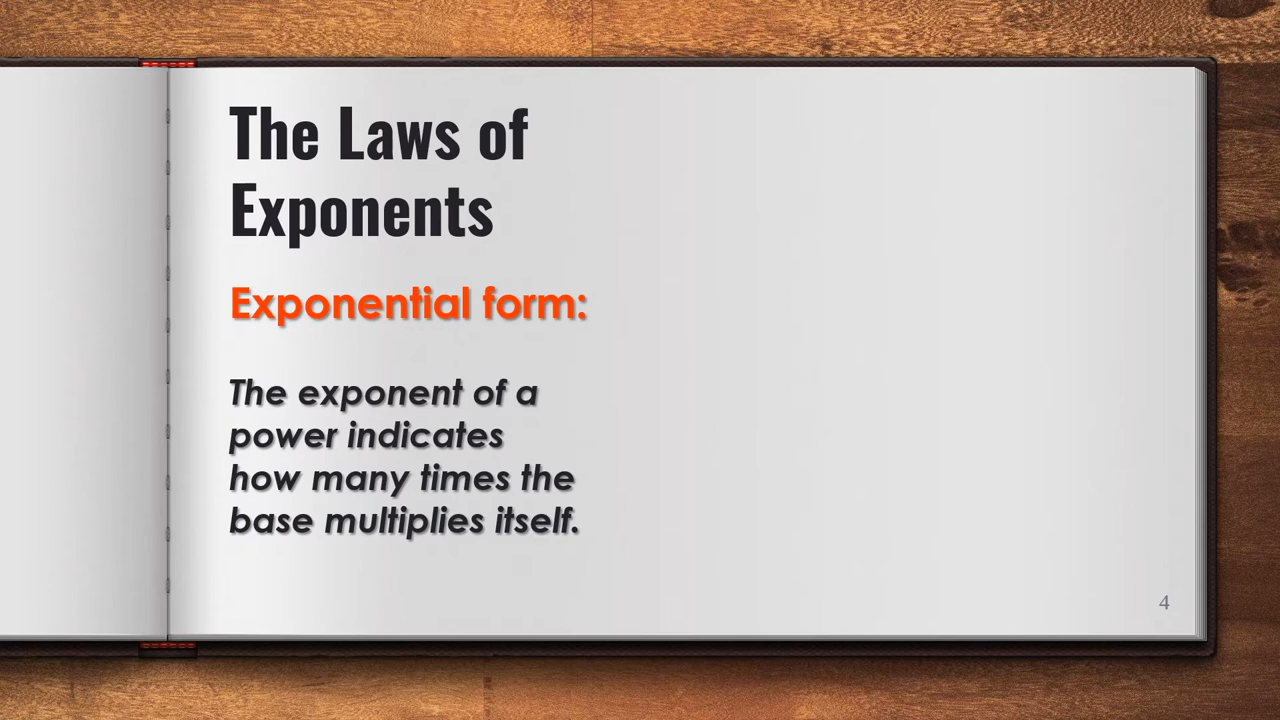 The Laws of
Exponents
Exponential form:
The exponent of a
power indicates
how many times the
base multiplies itself.
4